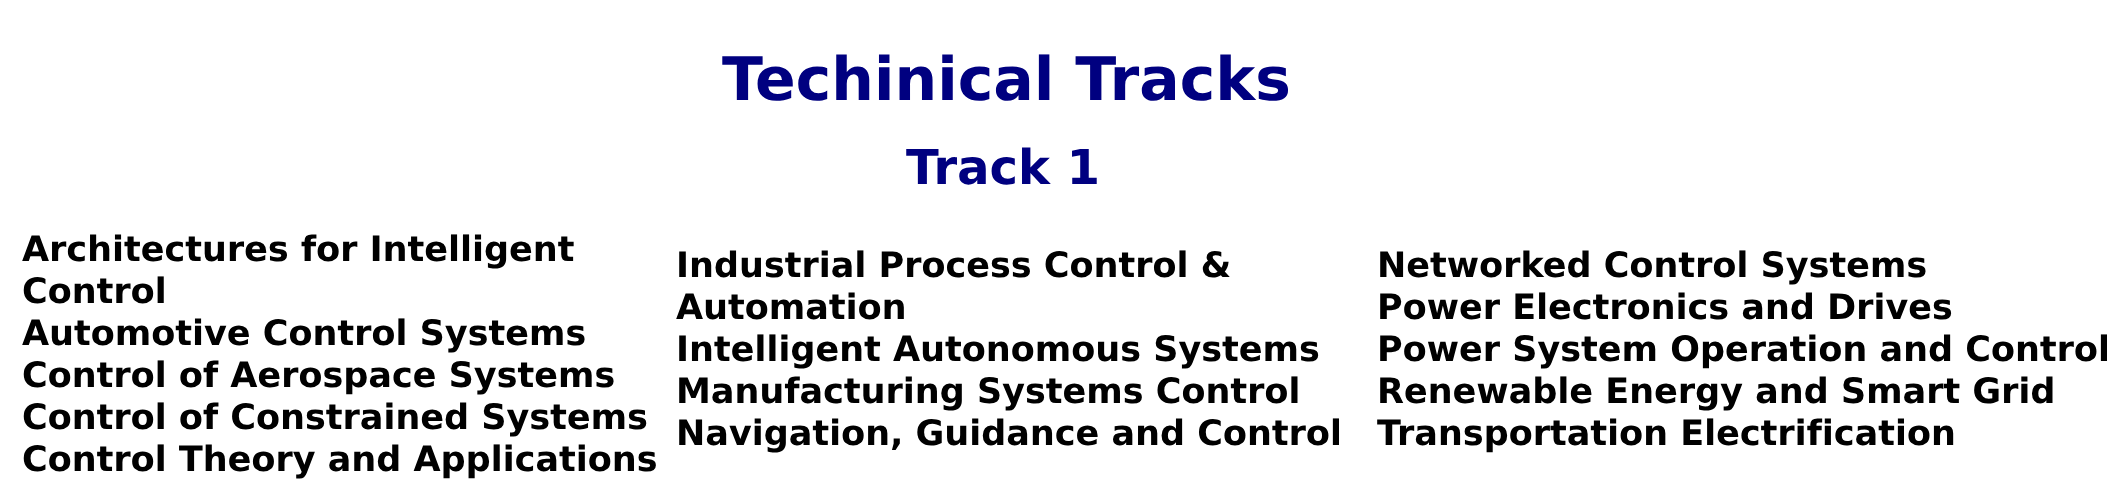 Techinical Tracks
Track 1
Architectures for Intelligent
Control
Automotive Control Systems
Control of Aerospace Systems
Control of Constrained Systems
Control Theory and Applications
Industrial Process Control &
Automation
Intelligent Autonomous Systems
Manufacturing Systems Control
Navigation, Guidance and Control
Networked Control Systems
Power Electronics and Drives
Power System Operation and Control
Renewable Energy and Smart Grid
Transportation Electrification